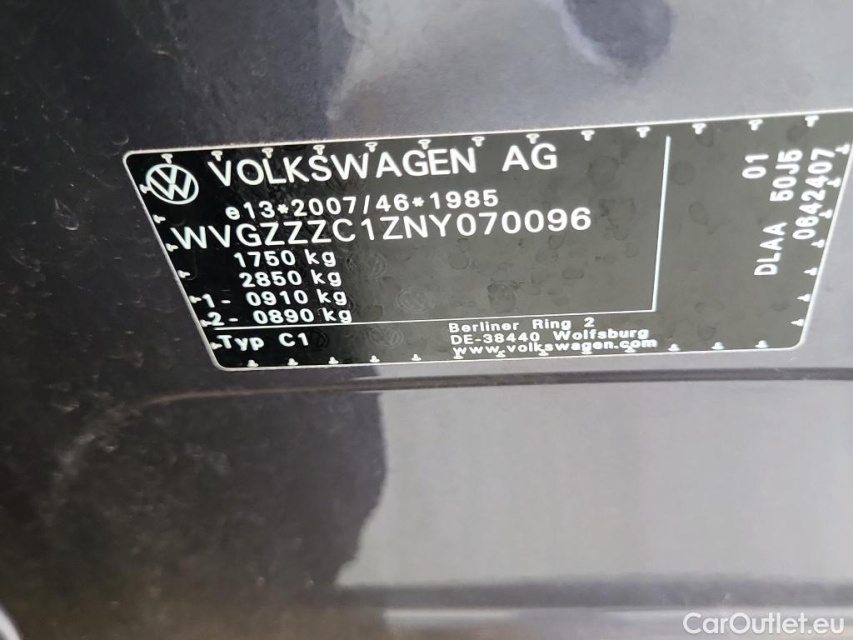 VOLKSWAGEN AG
e13*2007/46*1985
WVGZZZC1ZNY070096
1750 kg
2850 kg
1- 0910 kg
2- 0890 kg
Typ C1
Berliner Ring 2
DE-38440 Wolfsburg
www.volkswagen.com
01
DLAA 50J5
0642407
CarOutlet.eu